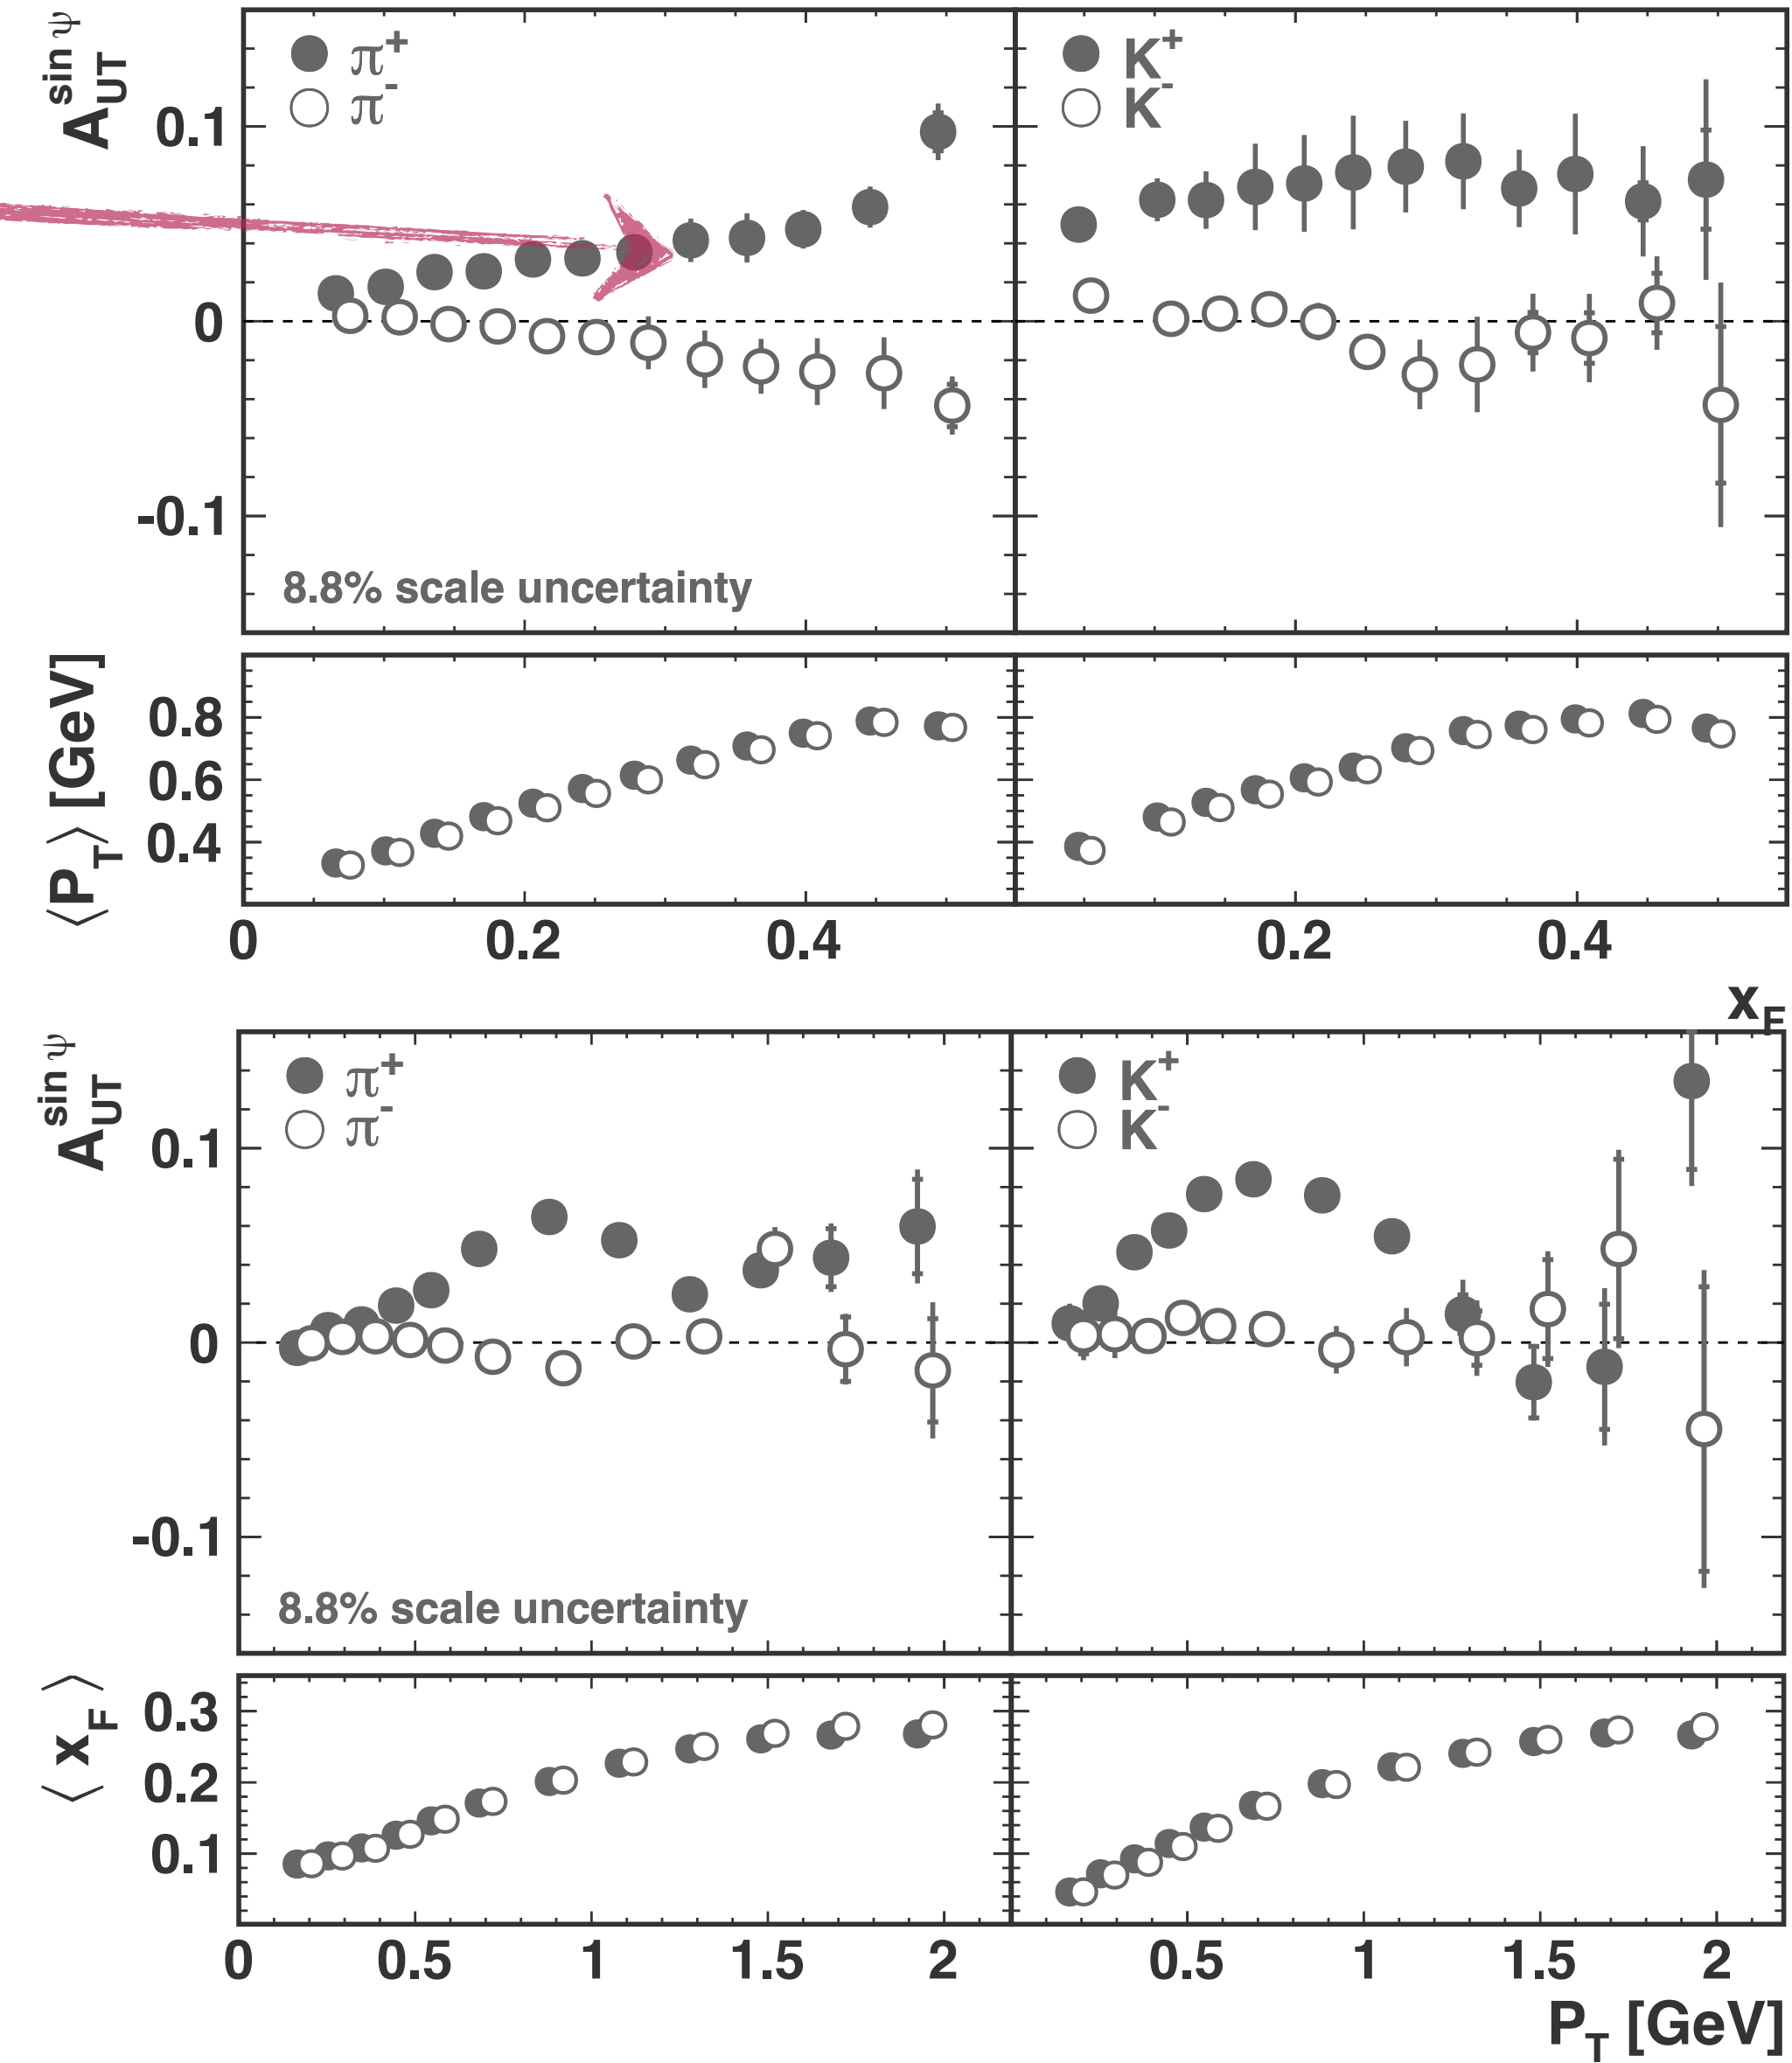 A_UT^sin ψ
π+ K+
π- K-
0.1
0
-0.1
8.8% scale uncertainty
⟨P_T⟩ [GeV]
0.8
0.6
0.4
0 0.2 0.4 0.2 0.4
x_F
A_UT^sin ψ
π+ K+
π- K-
0.1
0
-0.1
8.8% scale uncertainty
⟨x_F⟩
0.3
0.2
0.1
0 0.5 1 1.5 2 0.5 1 1.5 2
P_T [GeV]